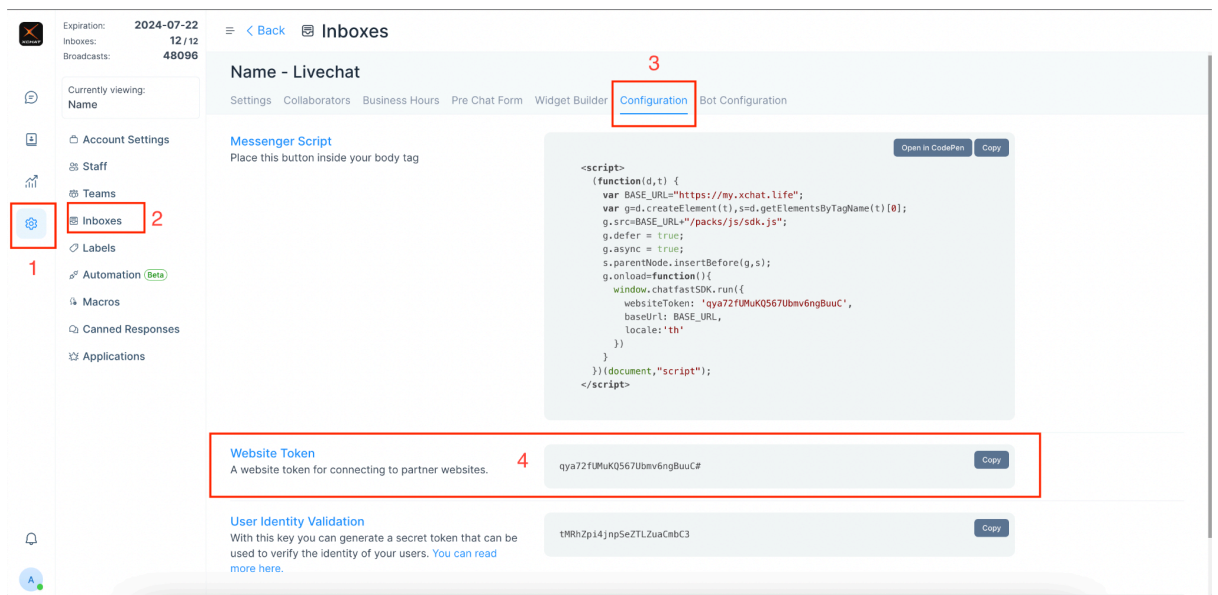 XCHAT
Expiration: 2024-07-22
Inboxes: 12 / 12
Broadcasts: 48096
Currently viewing:
Name
Account Settings
Staff
Teams
Inboxes
2
Labels
Automation Beta
Macros
Canned Responses
Applications
1
A
< Back Inboxes
Name - Livechat
3
Settings Collaborators Business Hours Pre Chat Form Widget Builder Configuration Bot Configuration
Messenger Script
Place this button inside your body tag
Open in CodePen Copy
<script>
(function(d,t) {
var BASE_URL="https://my.xchat.life";
var g=d.createElement(t),s=d.getElementsByTagName(t)[0];
g.src=BASE_URL+"/packs/js/sdk.js";
g.defer = true;
g.async = true;
s.parentNode.insertBefore(g,s);
g.onload=function(){
window.chatfastSDK.run({
websiteToken: 'qya72fUMuKQ567Ubmv6ngBuuC',
baseUrl: BASE_URL,
locale:'th'
})
}
})(document,"script");
</script>
Website Token
A website token for connecting to partner websites.
4
qya72fUMuKQ567Ubmv6ngBuuC#
Copy
User Identity Validation
With this key you can generate a secret token that can be
used to verify the identity of your users. You can read
more here.
tMRhZpi4jnpSeZTLZuaCmbC3
Copy